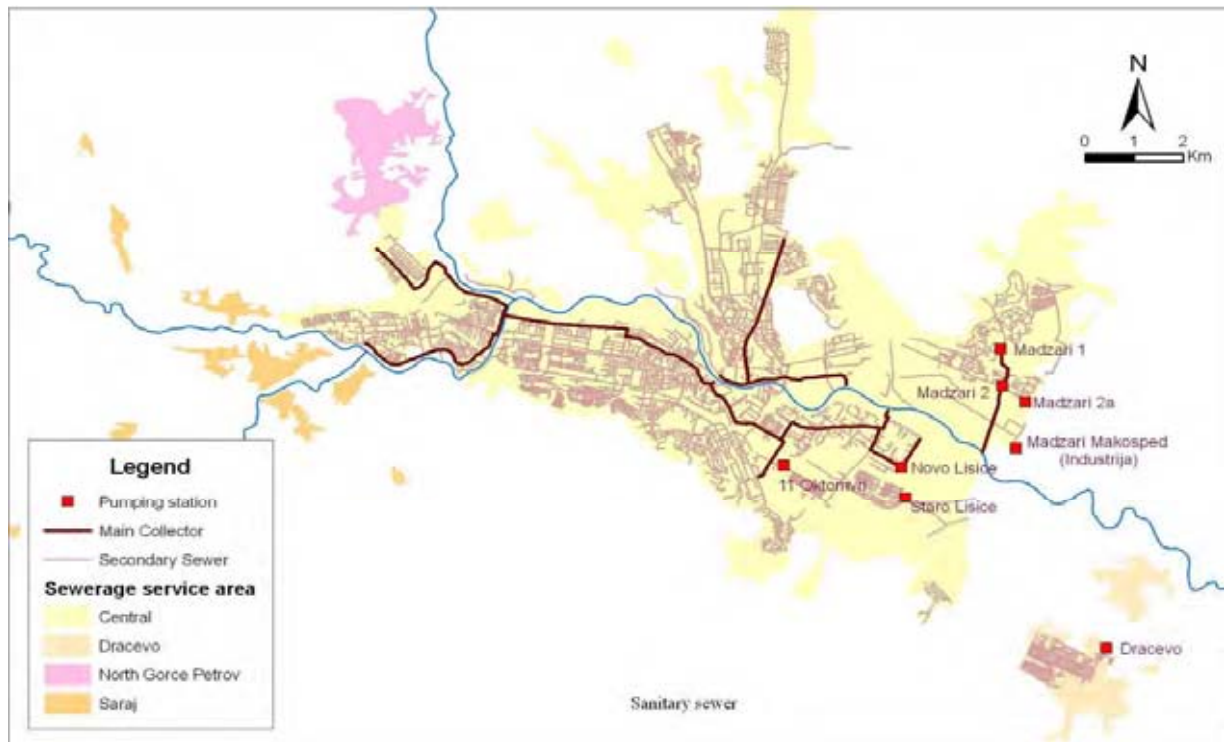 N
0 1 2
Km
Madzari 1
Madzari 2
Madzari 2a
Madzari Makosped
(Industrija)
Novo Lisice
11 Oktomvri
Staro Lisice
Dracevo
Legend
Pumping station
Main Collector
Secondary Sewer
Sewerage service area
Central
Dracevo
North Gorce Petrov
Saraj
Sanitary sewer